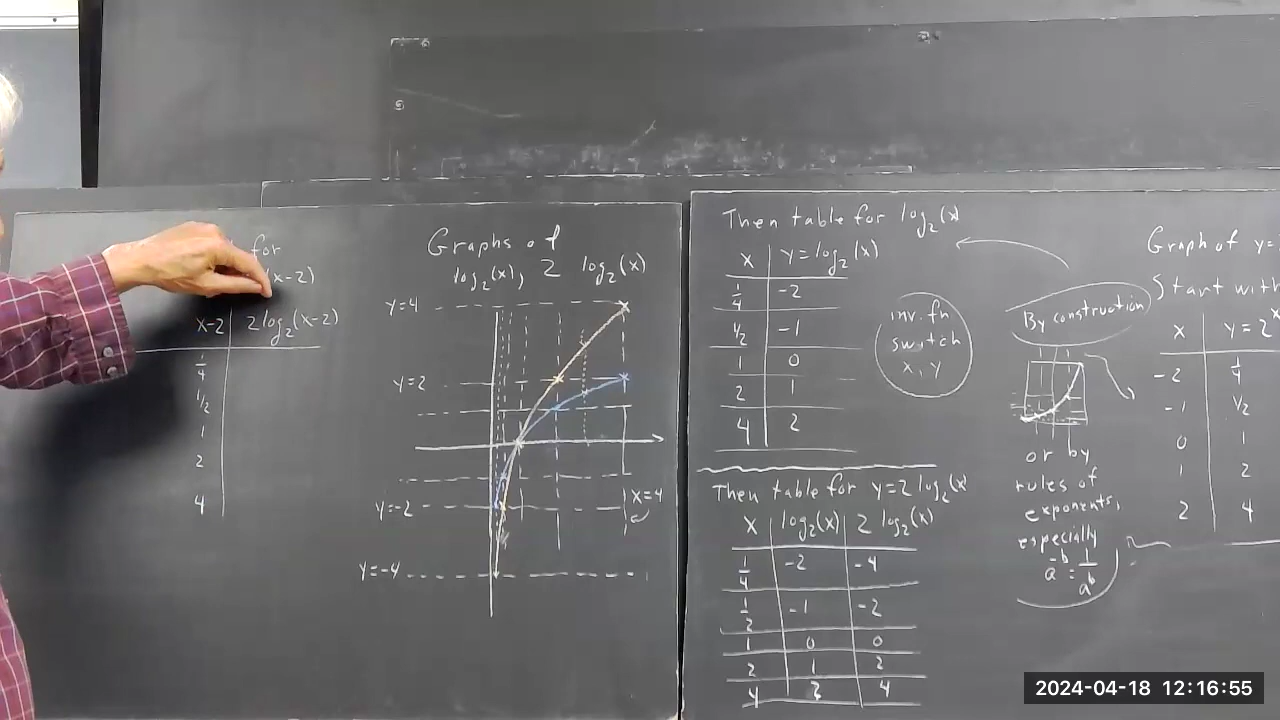 for
(x-2)
x-2 2log₂(x-2)
1/4
1/2
1
2
4
Graphs of
log₂(x), 2 log₂(x)
y=4
y=2
y=-2
y=-4
x=4
Then table for log₂(x
x y=log₂(x)
1/4 -2
1/2 -1
1 0
2 1
4 2
inv. fn
switch
x, y
Then table for y=2 log₂(x
x log₂(x) 2 log₂(x)
1/4 -2 -4
1/2 -1 -2
1 0 0
2 1 2
4 2 4
By construction
or by
rules of
exponents,
especially
a^-b = 1/a^b
Graph of y=
Start with
x y=2^x
-2 1/4
-1 1/2
0 1
1 2
2 4
2024-04-18 12:16:55